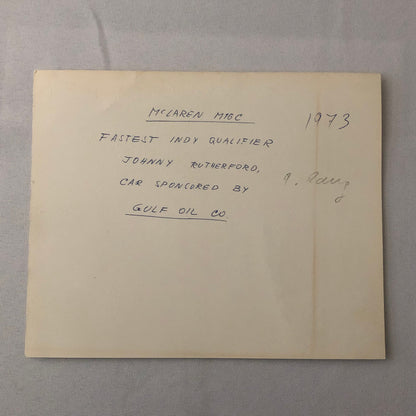 McLAREN M16C
1973
FASTEST INDY QUALIFIER
JOHNNY RUTHERFORD,
CAR SPONSORED BY
GULF OIL CO